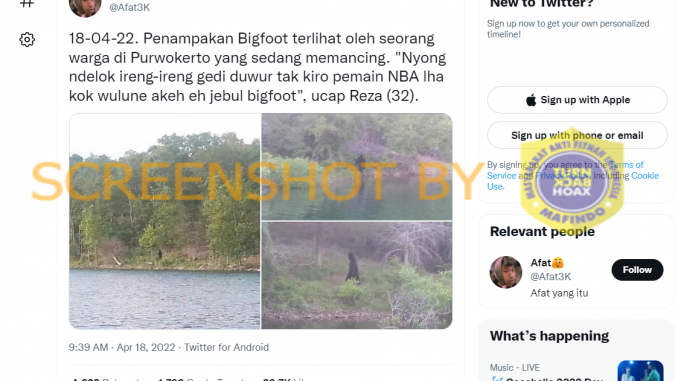 New to Twitter?
@Afat3K
Sign up now to get your own personalized
timeline!
18-04-22. Penampakan Bigfoot terlihat oleh seorang
warga di Purwokerto yang sedang memancing. "Nyong
ndelok ireng-ireng gedi duwur tak kiro pemain NBA lha
kok wulune akeh eh jebul bigfoot", ucap Reza (32).
Sign up with Apple
Sign up with phone or email
By signing up, you agree to the Terms of
Service and Privacy Policy, including Cookie
Use.
SCREENSHOT BY
TURN
BACK
HOAX
MAFINDO
Relevant people
Afat
@Afat3K
Follow
Afat yang itu
9:39 AM · Apr 18, 2022 · Twitter for Android
What's happening
Music · LIVE